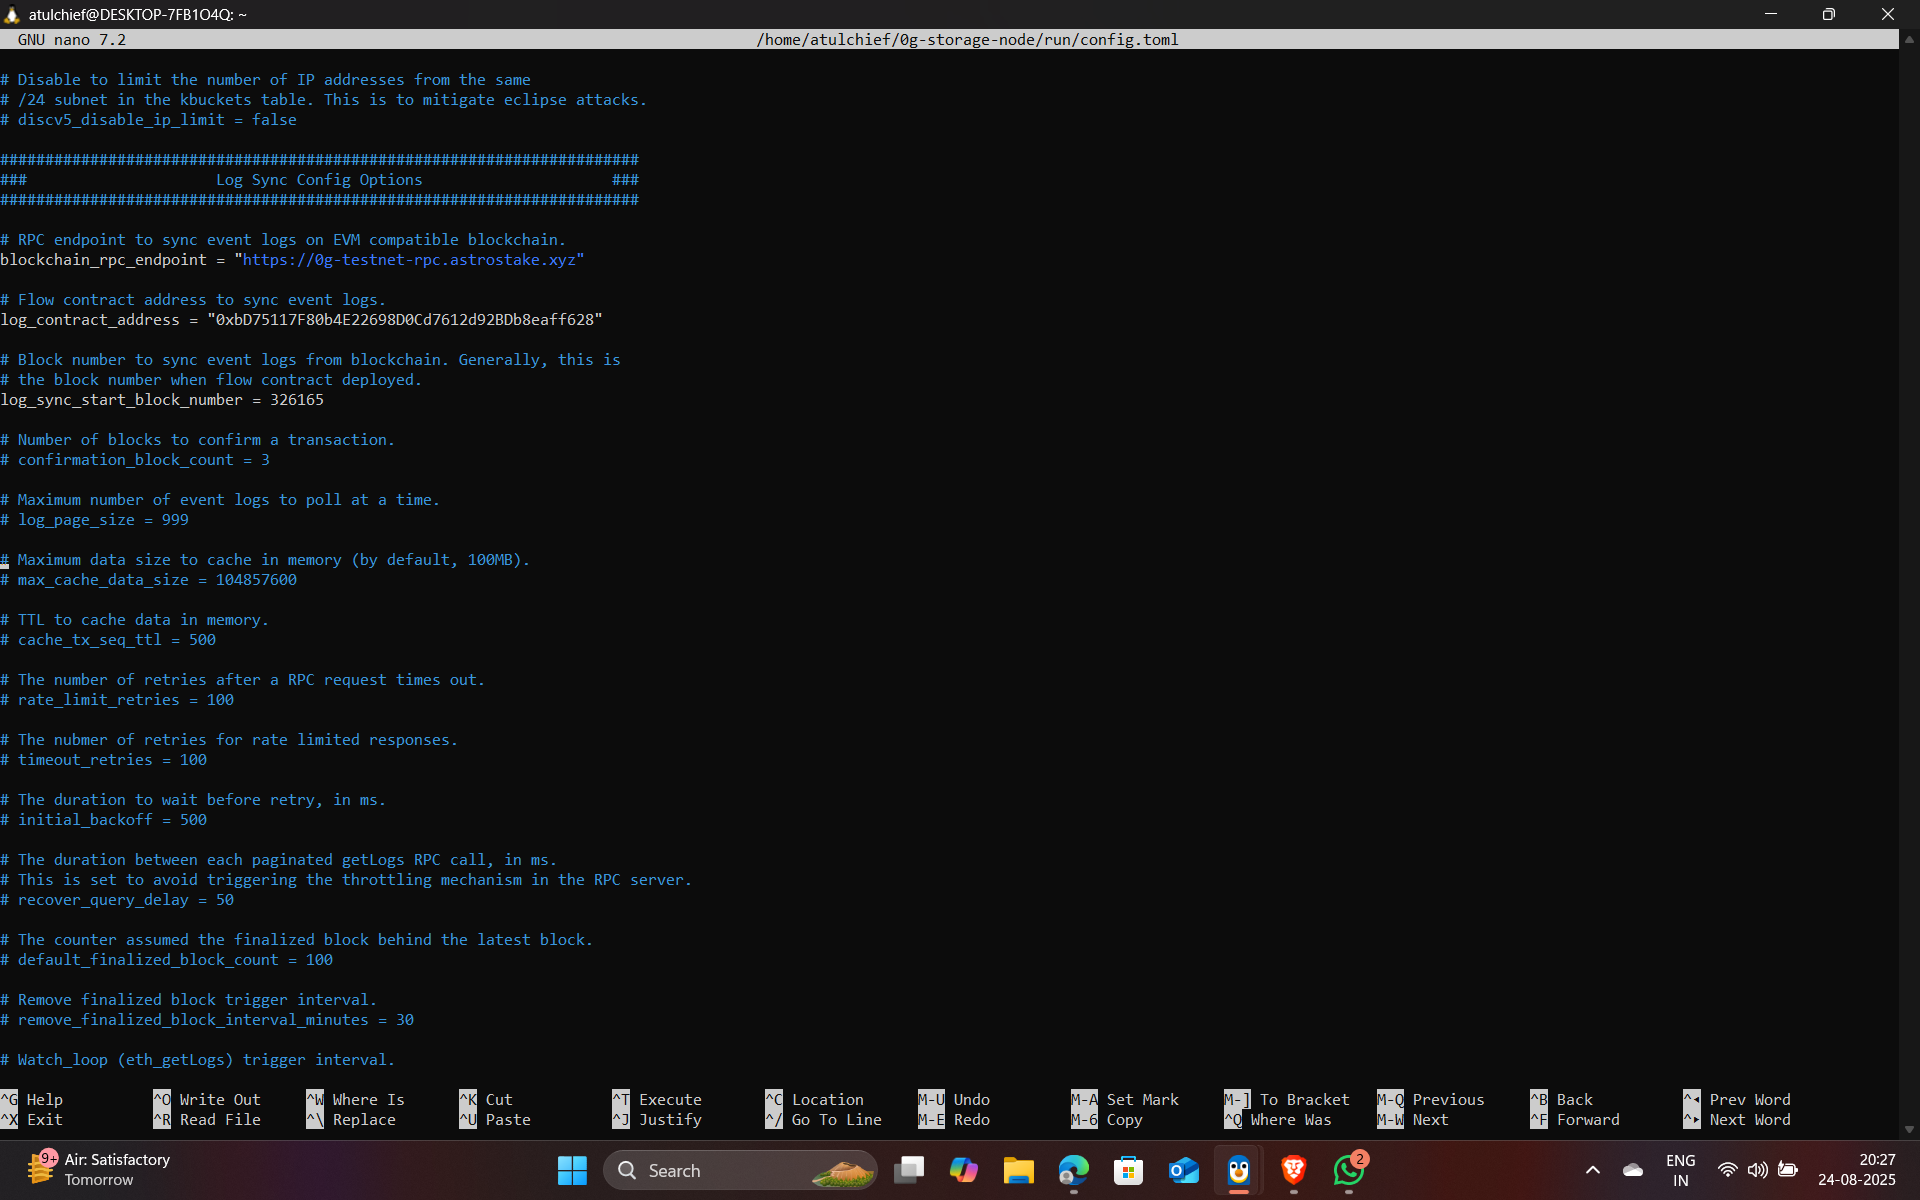 atulchief@DESKTOP-7FB1O4Q: ~
GNU nano 7.2 /home/atulchief/0g-storage-node/run/config.toml
# Disable to limit the number of IP addresses from the same
# /24 subnet in the kbuckets table. This is to mitigate eclipse attacks.
# discv5_disable_ip_limit = false
#######################################################################
### Log Sync Config Options ###
#######################################################################
# RPC endpoint to sync event logs on EVM compatible blockchain.
blockchain_rpc_endpoint = "https://0g-testnet-rpc.astrostake.xyz"
# Flow contract address to sync event logs.
log_contract_address = "0xbD75117F80b4E22698D0Cd7612d92BDb8eaff628"
# Block number to sync event logs from blockchain. Generally, this is
# the block number when flow contract deployed.
log_sync_start_block_number = 326165
# Number of blocks to confirm a transaction.
# confirmation_block_count = 3
# Maximum number of event logs to poll at a time.
# log_page_size = 999
# Maximum data size to cache in memory (by default, 100MB).
# max_cache_data_size = 104857600
# TTL to cache data in memory.
# cache_tx_seq_ttl = 500
# The number of retries after a RPC request times out.
# rate_limit_retries = 100
# The nubmer of retries for rate limited responses.
# timeout_retries = 100
# The duration to wait before retry, in ms.
# initial_backoff = 500
# The duration between each paginated getLogs RPC call, in ms.
# This is set to avoid triggering the throttling mechanism in the RPC server.
# recover_query_delay = 50
# The counter assumed the finalized block behind the latest block.
# default_finalized_block_count = 100
# Remove finalized block trigger interval.
# remove_finalized_block_interval_minutes = 30
# Watch_loop (eth_getLogs) trigger interval.
^G Help ^O Write Out ^W Where Is ^K Cut ^T Execute ^C Location M-U Undo M-A Set Mark M-] To Bracket M-Q Previous ^B Back ^◂ Prev Word
^X Exit ^R Read File ^\ Replace ^U Paste ^J Justify ^/ Go To Line M-E Redo M-6 Copy ^Q Where Was M-W Next ^F Forward ^▸ Next Word
9+ Air: Satisfactory
Tomorrow
Search
2
ENG
IN
20:27
24-08-2025